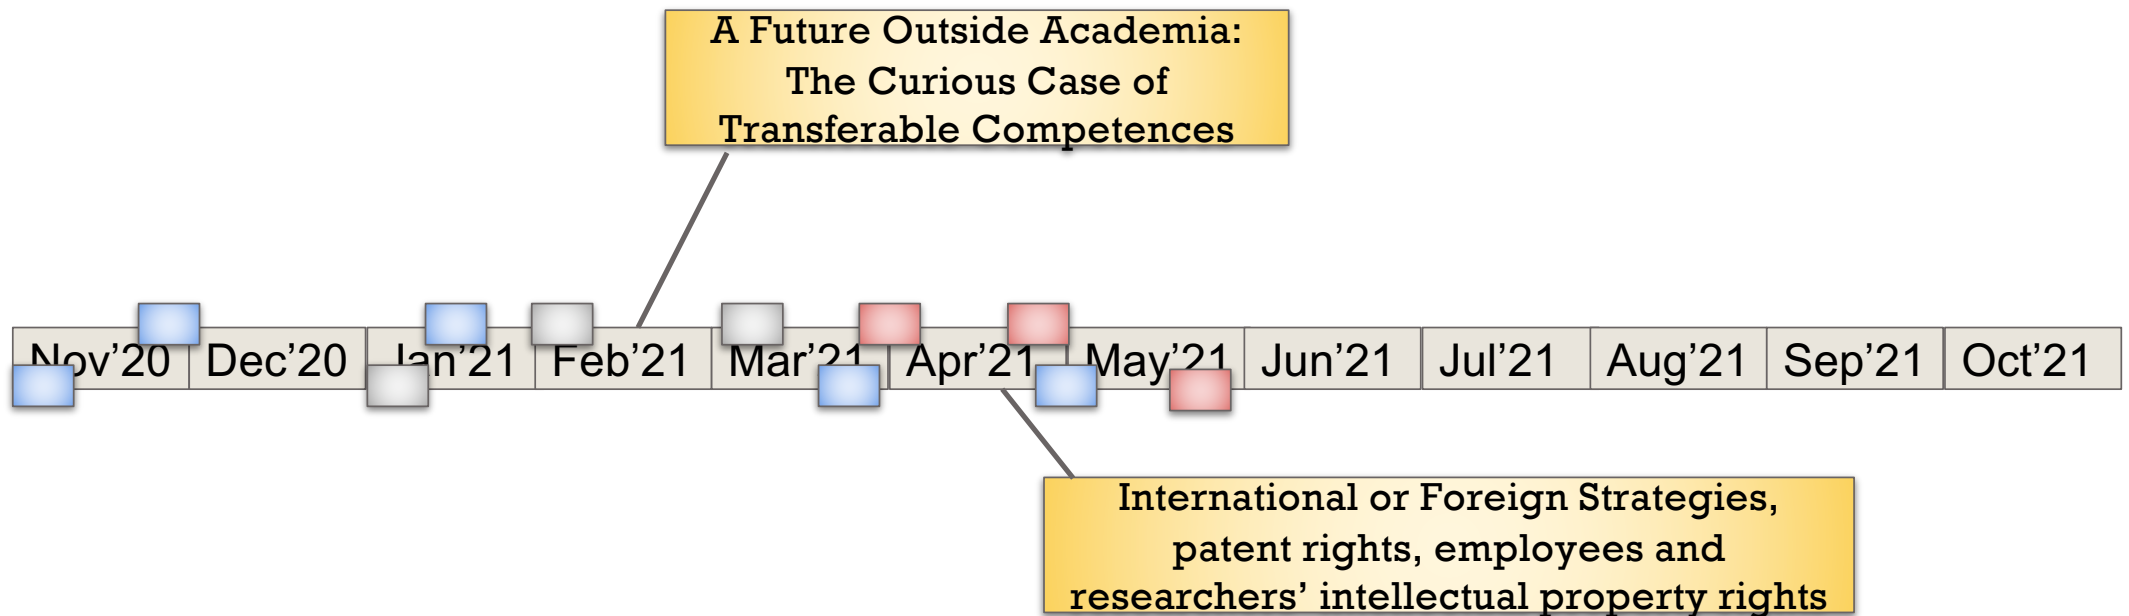 A Future Outside Academia:
The Curious Case of
Transferable Competences
Nov’20 Dec’20 Jan’21 Feb’21 Mar’21 Apr’21 May’21 Jun’21 Jul’21 Aug’21 Sep’21 Oct’21
International or Foreign Strategies,
patent rights, employees and
researchers’ intellectual property rights